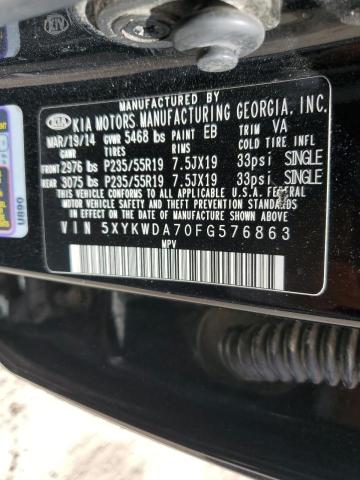 MANUFACTURED BY
KIA KIA MOTORS MANUFACTURING GEORGIA, INC.
MAR/19/14 GVWR 5468 lbs PAINT EB TRIM VA
GAWR TIRES RIMS COLD TIRE INFL
FRONT 2976 lbs P235/55R19 7.5JX19 33psi SINGLE
REAR 3075 lbs P235/55R19 7.5JX19 33psi SINGLE
THIS VEHICLE CONFORMS TO ALL APPLICABLE U.S.A. FEDERAL
MOTOR VEHICLE SAFETY, BUMPER, AND THEFT PREVENTION
STANDARDS IN EFFECT ON THE DATE OF MANUFACTURE SHOWN ABOVE.
VIN 5XYKWDA70FG576863
MPV
U890